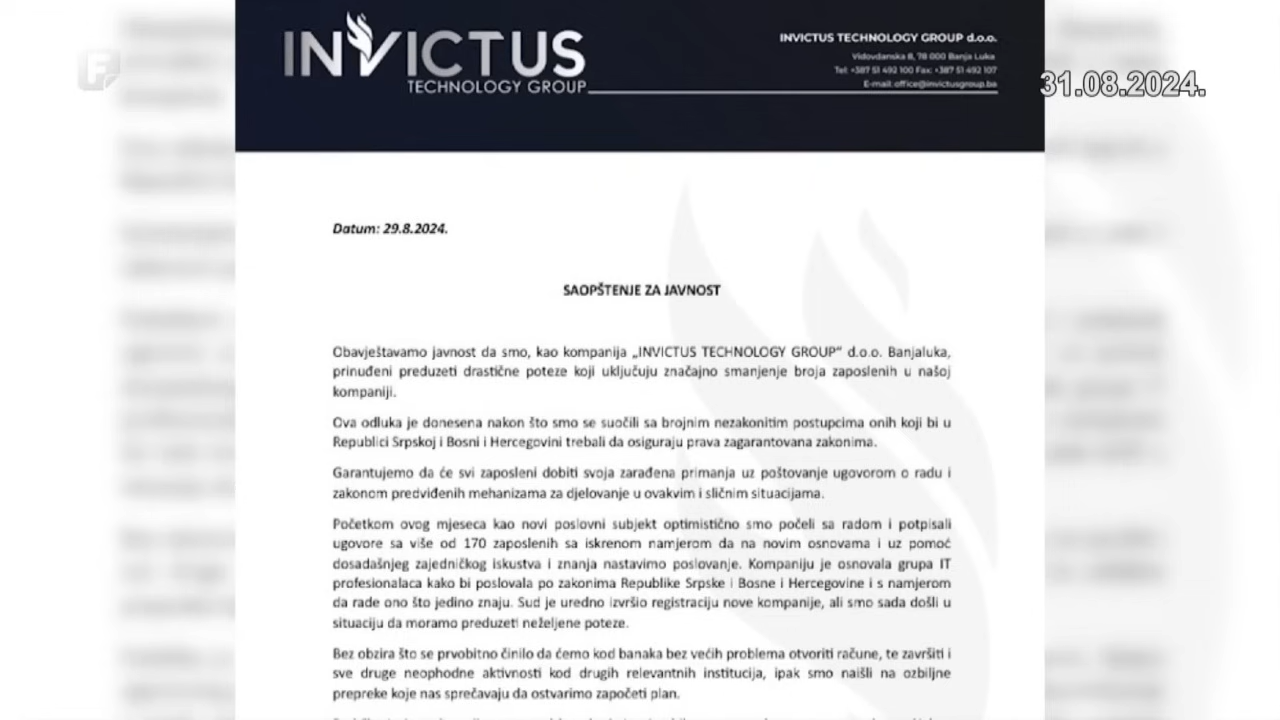 INVICTUS
TECHNOLOGY GROUP
INVICTUS TECHNOLOGY GROUP d.o.o.
Vidovdanska 8, 78 000 Banja Luka
Tel: +387 51 492 100 Fax: +387 51 492 107
E-mail: office@invictusgroup.be
F
31.08.2024.
Datum: 29.8.2024.
SAOPŠTENJE ZA JAVNOST
Obavještavamo javnost da smo, kao kompanija „INVICTUS TECHNOLOGY GROUP“ d.o.o. Banjaluka,
prinuđeni preduzeti drastične poteze koji uključuju značajno smanjenje broja zaposlenih u našoj
kompaniji.
Ova odluka je donesena nakon što smo se suočili sa brojnim nezakonitim postupcima onih koji bi u
Republici Srpskoj i Bosni i Hercegovini trebali da osiguraju prava zagarantovana zakonima.
Garantujemo da će svi zaposleni dobiti svoja zarađena primanja uz poštovanje ugovorom o radu i
zakonom predviđenih mehanizama za djelovanje u ovakvim i sličnim situacijama.
Početkom ovog mjeseca kao novi poslovni subjekt optimistično smo počeli sa radom i potpisali
ugovore sa više od 170 zaposlenih sa iskrenom namjerom da na novim osnovama i uz pomoć
dosadašnjeg zajedničkog iskustva i znanja nastavimo poslovanje. Kompaniju je osnovala grupa IT
profesionalaca kako bi poslovala po zakonima Republike Srpske i Bosne i Hercegovine i s namjerom
da rade ono što jedino znaju. Sud je uredno izvršio registraciju nove kompanije, ali smo sada došli u
situaciju da moramo preduzeti neželjene poteze.
Bez obzira što se prvobitno činilo da ćemo kod banaka bez većih problema otvoriti račune, te završiti i
sve druge neophodne aktivnosti kod drugih relevantnih institucija, ipak smo naišli na ozbiljne
prepreke koje nas sprečavaju da ostvarimo započeti plan.